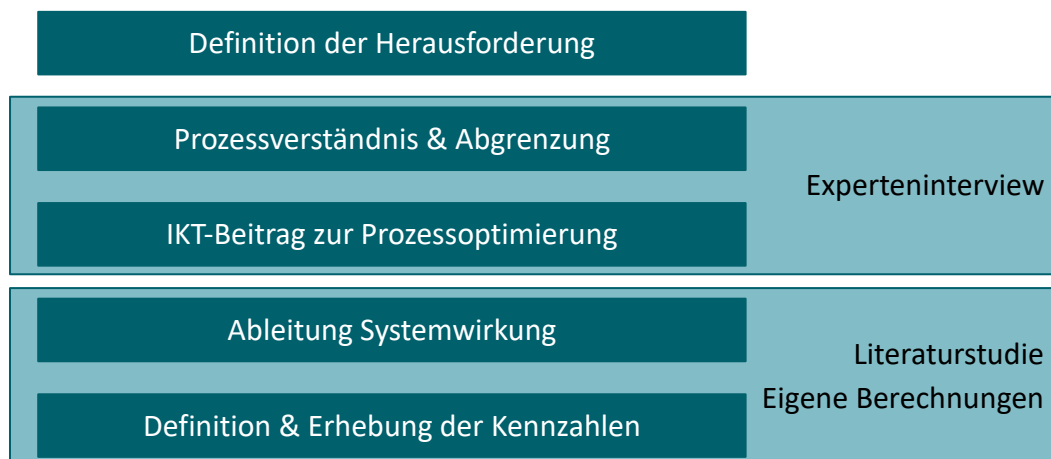 Definition der Herausforderung
Prozessverständnis & Abgrenzung
Experteninterview
IKT-Beitrag zur Prozessoptimierung
Ableitung Systemwirkung
Literaturstudie
Eigene Berechnungen
Definition & Erhebung der Kennzahlen